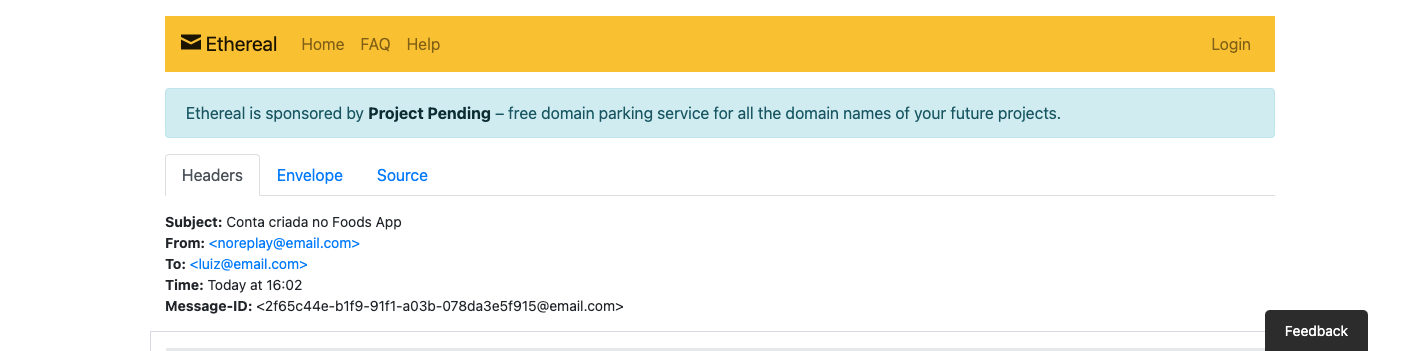 Ethereal Home FAQ Help Login
Ethereal is sponsored by Project Pending – free domain parking service for all the domain names of your future projects.
Headers Envelope Source
Subject: Conta criada no Foods App
From: <noreplay@email.com>
To: <luiz@email.com>
Time: Today at 16:02
Message-ID: <2f65c44e-b1f9-91f1-a03b-078da3e5f915@email.com>
Feedback